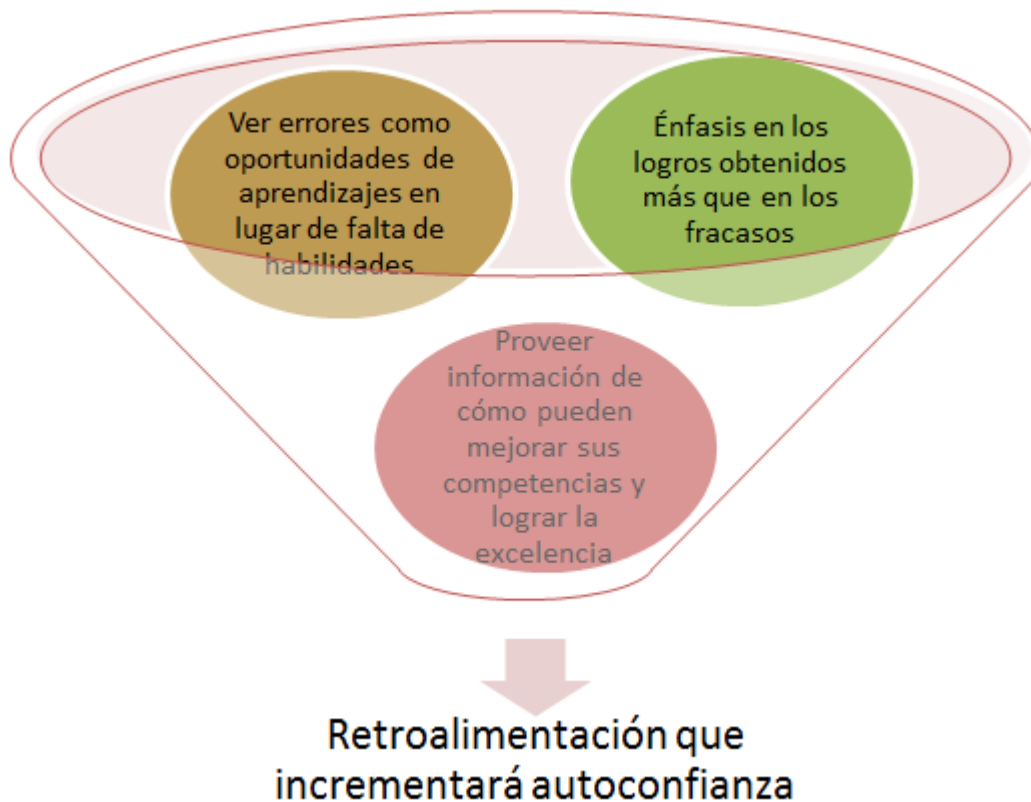 Ver errores como
oportunidades de
aprendizajes en
lugar de falta de
habilidades
Énfasis en los
logros obtenidos
más que en los
fracasos
Proveer
información de
cómo pueden
mejorar sus
competencias y
lograr la
excelencia
Retroalimentación que
incrementará autoconfianza